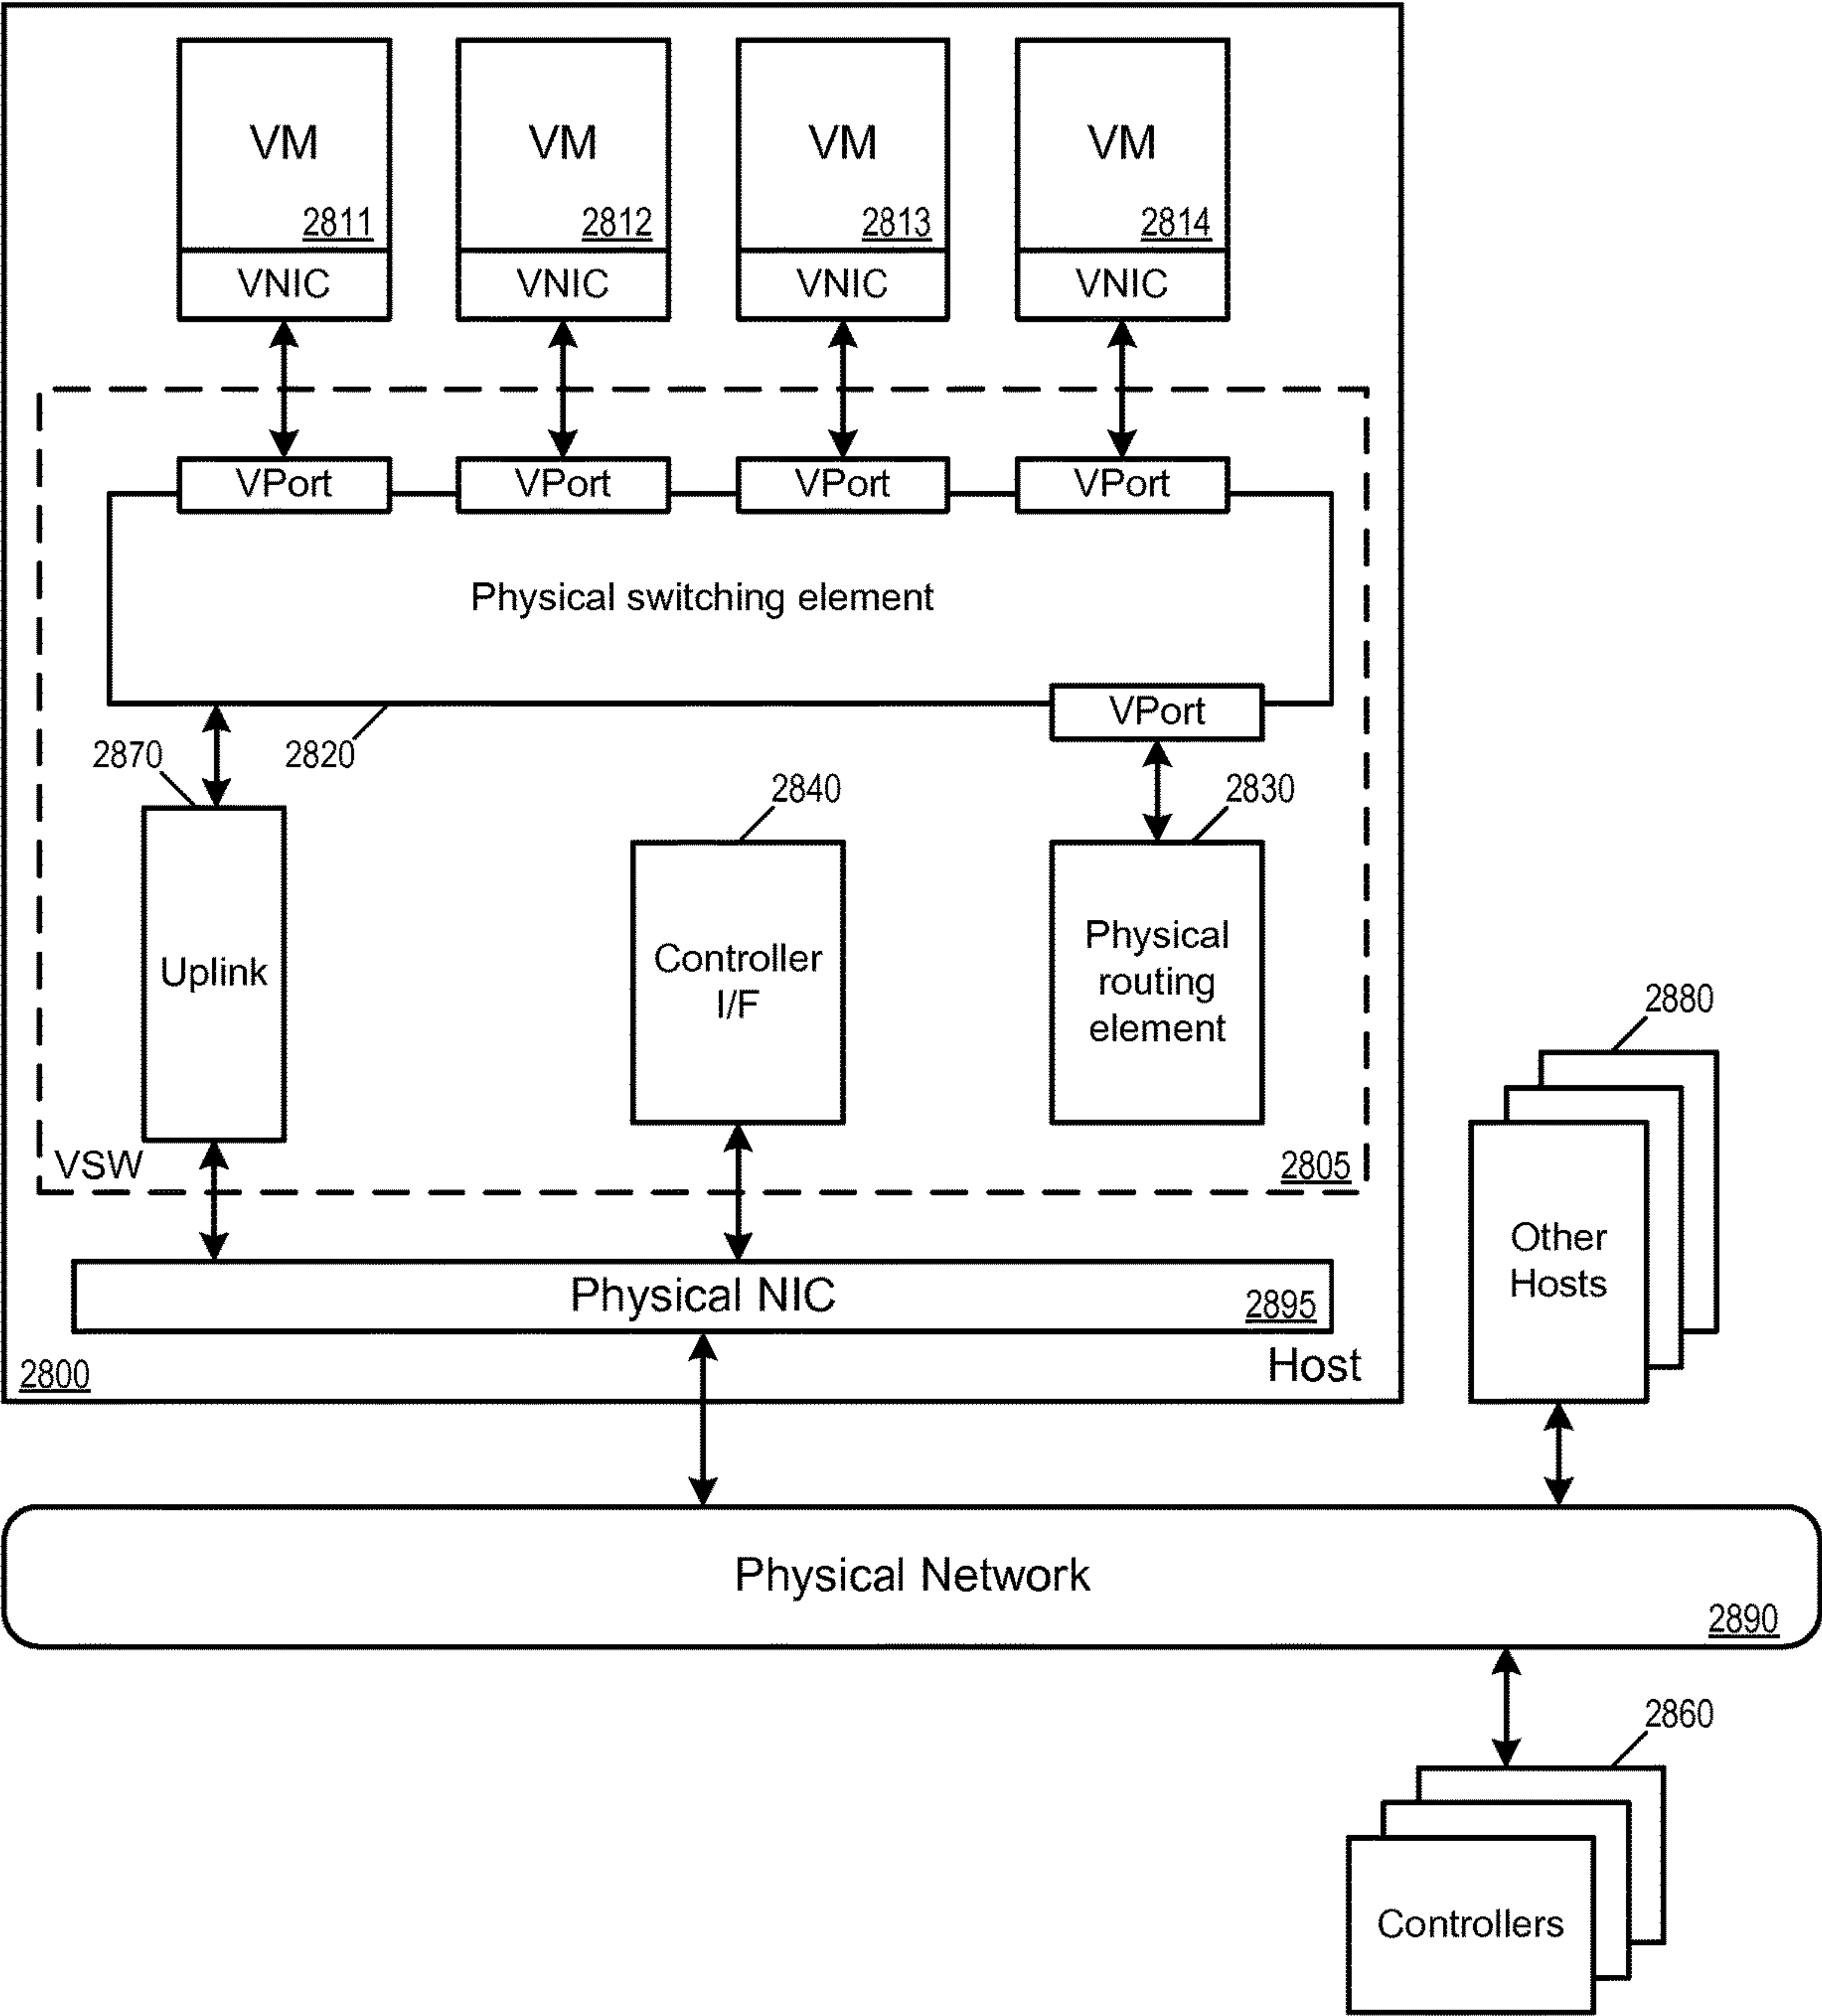 VM VM VM VM
2811 2812 2813 2814
VNIC VNIC VNIC VNIC
VPort VPort VPort VPort
Physical switching element
VPort
2870 2820
2840 2830
Uplink
Controller
I/F
Physical
routing
element
2880
VSW
2805
Other
Hosts
Physical NIC
2895
2800
Host
Physical Network
2890
2860
Controllers